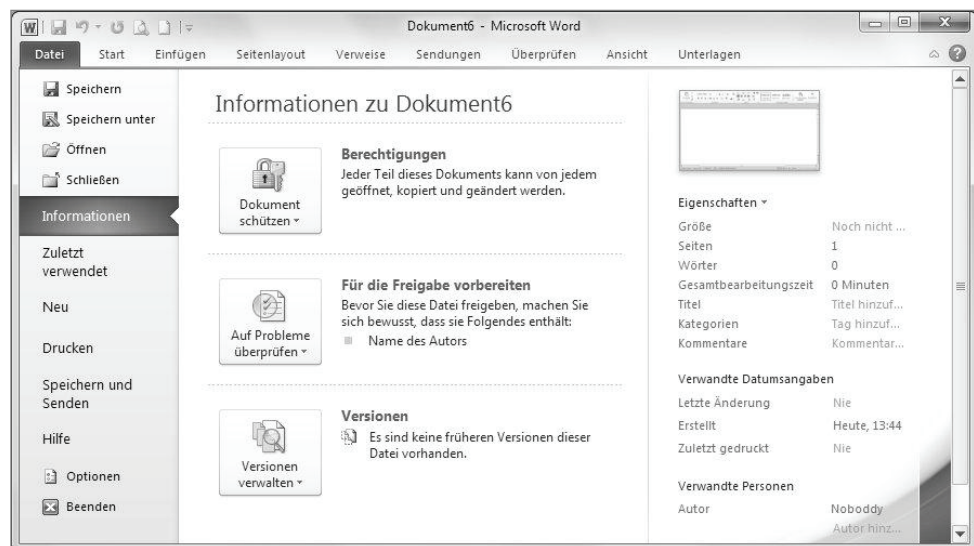 Dokument6 - Microsoft Word
Datei Start Einfügen Seitenlayout Verweise Sendungen Überprüfen Ansicht Unterlagen
Speichern
Speichern unter
Öffnen
Schließen
Informationen
Zuletzt
verwendet
Neu
Drucken
Speichern und
Senden
Hilfe
Optionen
Beenden
Informationen zu Dokument6
Dokument
schützen
Berechtigungen
Jeder Teil dieses Dokuments kann von jedem
geöffnet, kopiert und geändert werden.
Auf Probleme
überprüfen
Für die Freigabe vorbereiten
Bevor Sie diese Datei freigeben, machen Sie
sich bewusst, dass sie Folgendes enthält:
Name des Autors
Versionen
verwalten
Versionen
Es sind keine früheren Versionen dieser
Datei vorhanden.
Eigenschaften
Größe Noch nicht ...
Seiten 1
Wörter 0
Gesamtbearbeitungszeit 0 Minuten
Titel Titel hinzuf...
Kategorien Tag hinzuf...
Kommentare Kommentar...
Verwandte Datumsangaben
Letzte Änderung Nie
Erstellt Heute, 13:44
Zuletzt gedruckt Nie
Verwandte Personen
Autor Noboddy
Autor hinz...